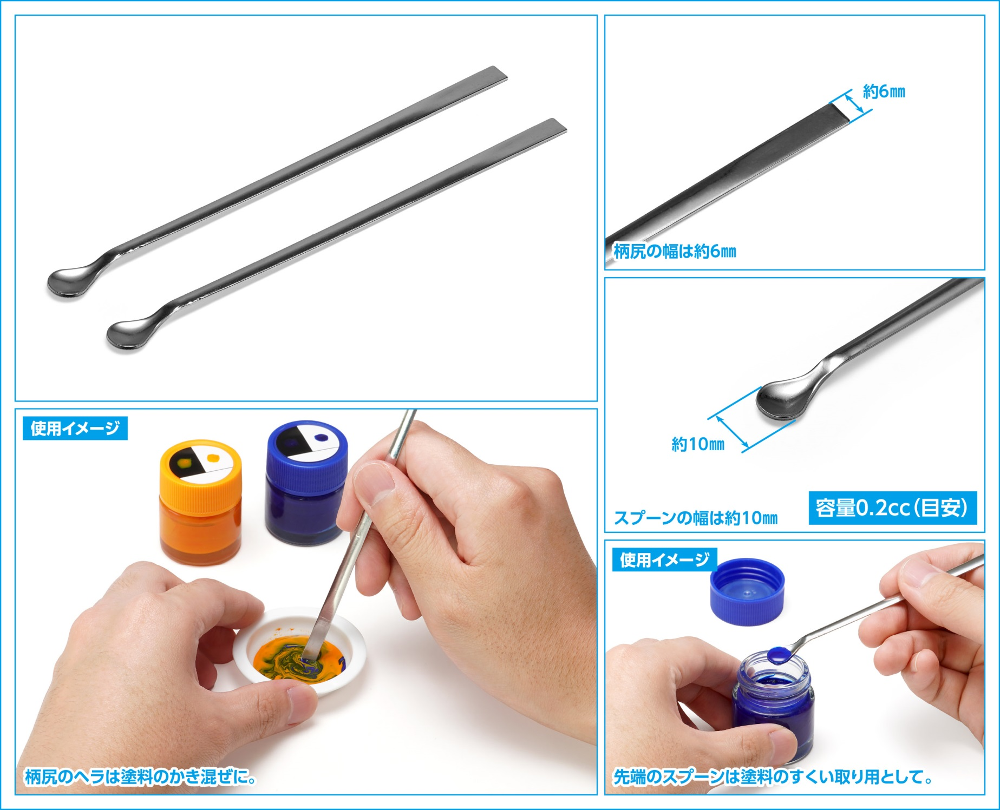 約6㎜
柄尻の幅は約6㎜
約10㎜
スプーンの幅は約10㎜
容量0.2cc（目安）
使用イメージ
柄尻のヘラは塗料のかき混ぜに。
使用イメージ
先端のスプーンは塗料のすくい取り用として。